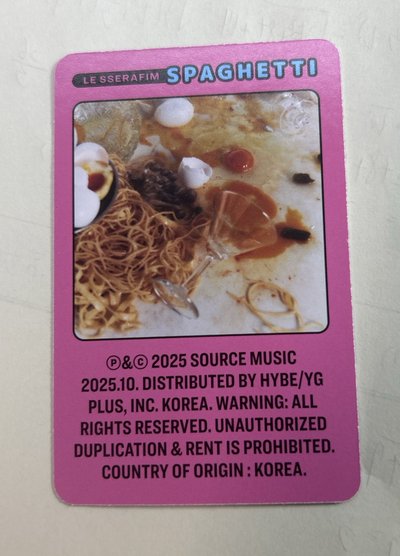 LE SSERAFIM SPAGHETTI
Ⓟ&© 2025 SOURCE MUSIC
2025.10. DISTRIBUTED BY HYBE/YG
PLUS, INC. KOREA. WARNING: ALL
RIGHTS RESERVED. UNAUTHORIZED
DUPLICATION & RENT IS PROHIBITED.
COUNTRY OF ORIGIN : KOREA.